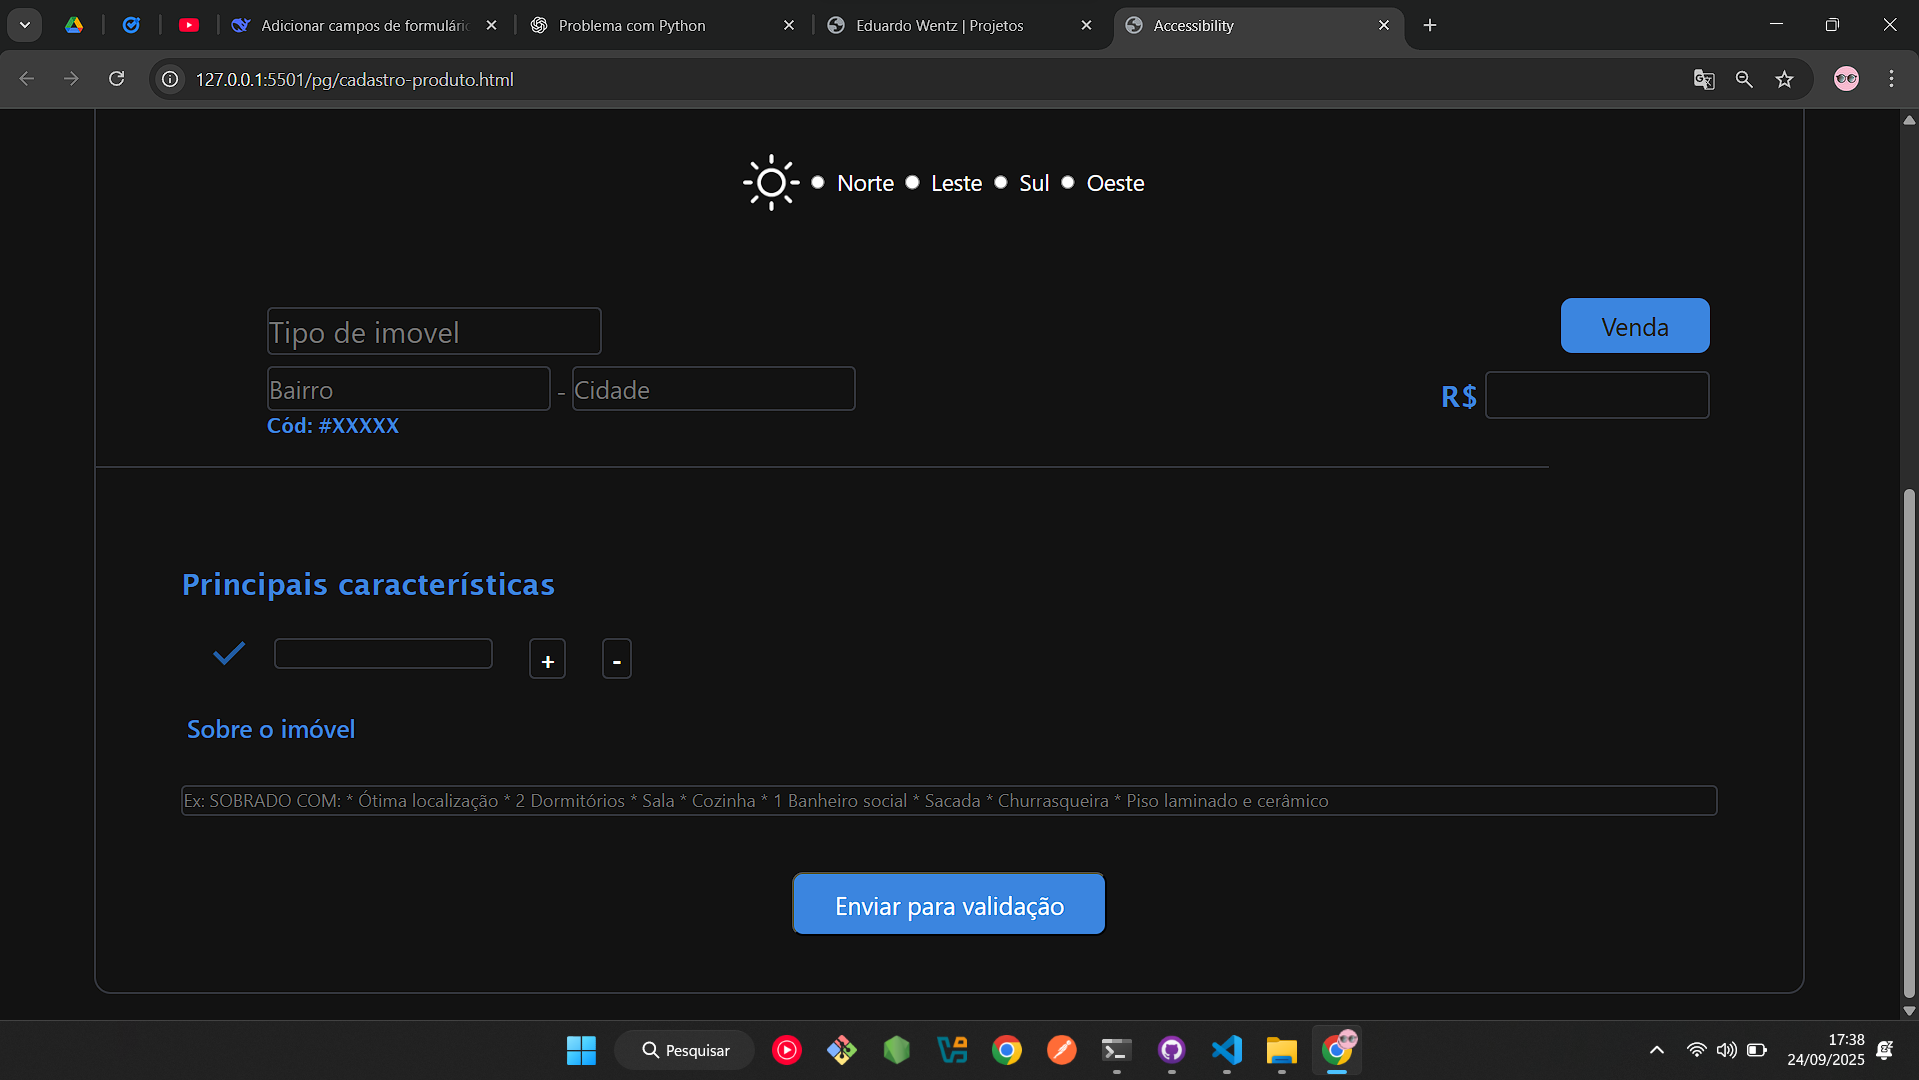 Adicionar campos de formulári
Problema com Python
Eduardo Wentz | Projetos
Accessibility
127.0.0.1:5501/pg/cadastro-produto.html
Norte Leste Sul Oeste
Tipo de imovel
Venda
Bairro - Cidade
R$
Cód: #XXXXX
Principais características
+ -
Sobre o imóvel
Ex: SOBRADO COM: * Ótima localização * 2 Dormitórios * Sala * Cozinha * 1 Banheiro social * Sacada * Churrasqueira * Piso laminado e cerâmico
Enviar para validação
Pesquisar
17:38
24/09/2025